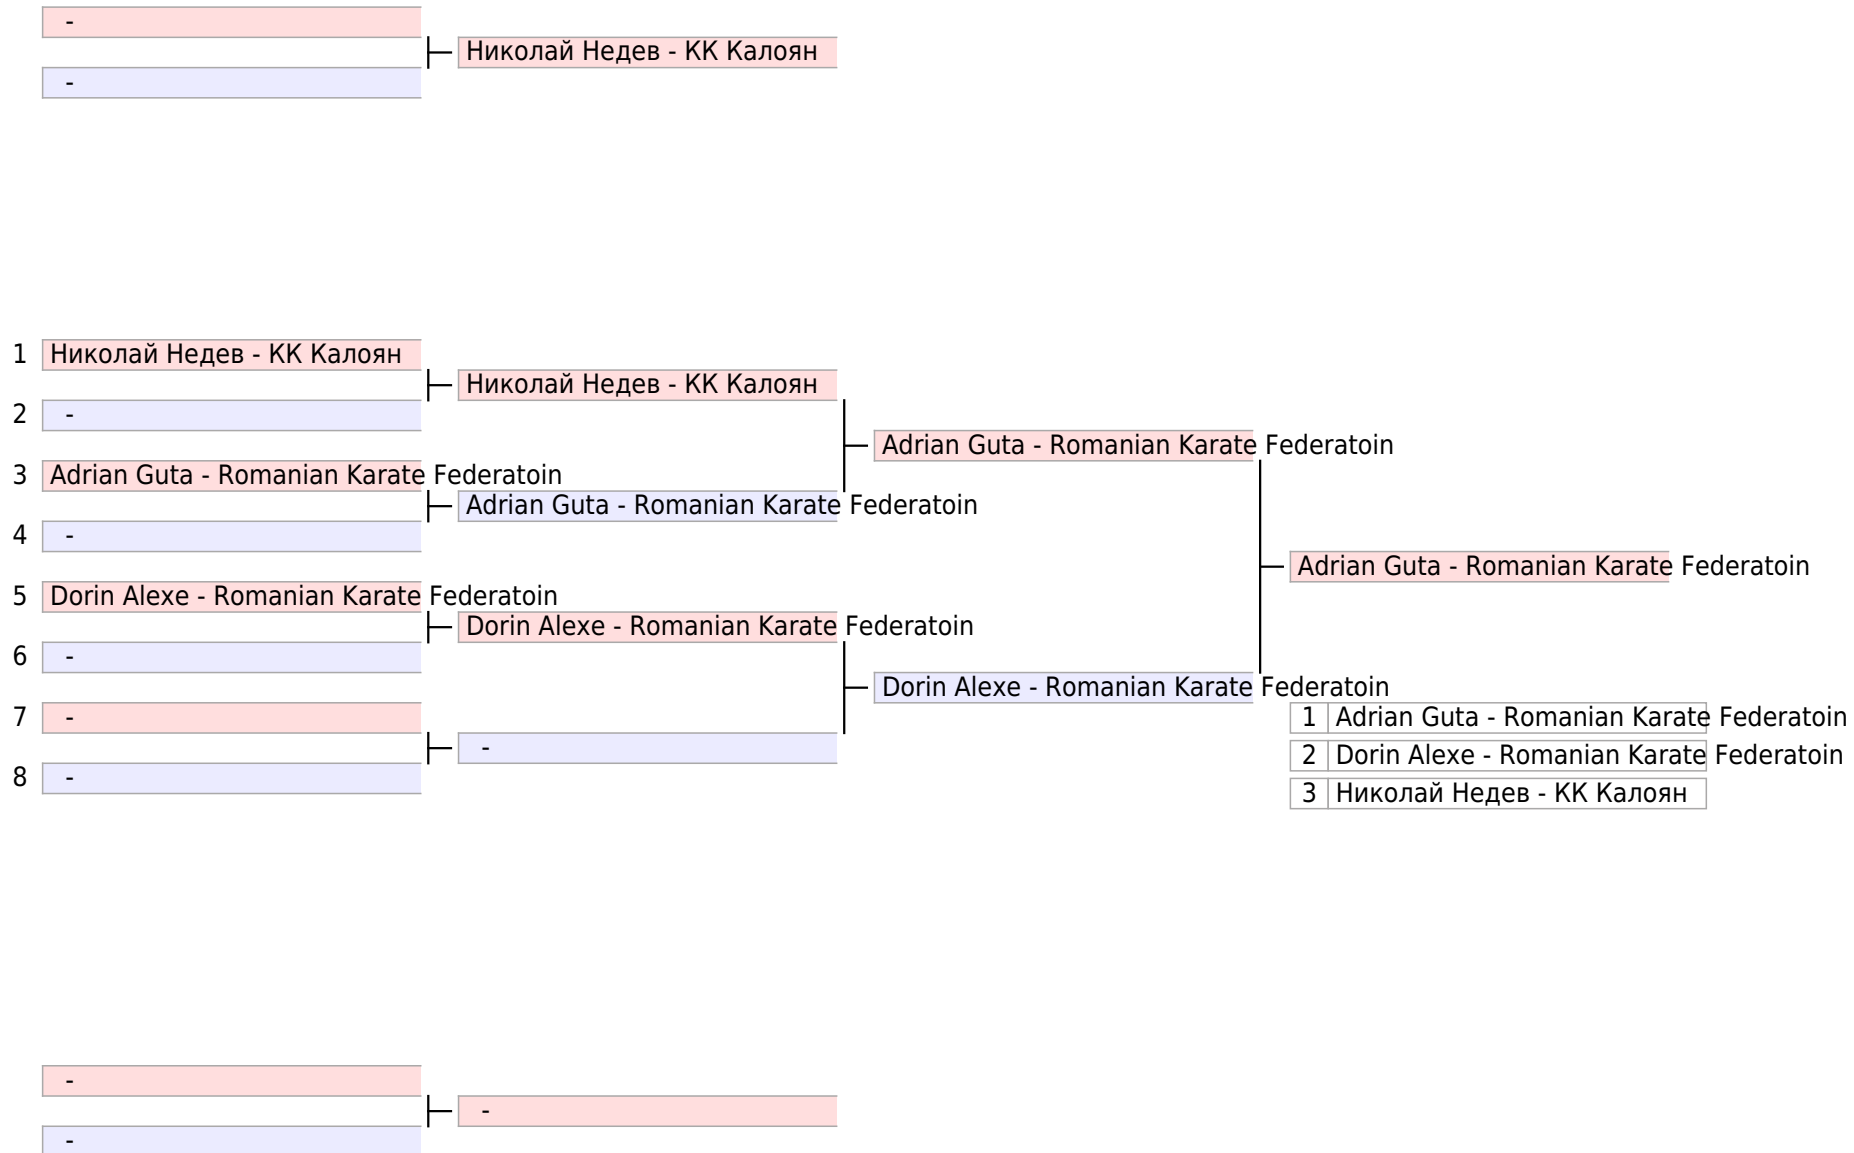 -
Николай Недев - КК Калоян
-
1 Николай Недев - КК Калоян
Николай Недев - КК Калоян
2 -
Adrian Guta - Romanian Karate Federatoin
3 Adrian Guta - Romanian Karate Federatoin
Adrian Guta - Romanian Karate Federatoin
4 -
Adrian Guta - Romanian Karate Federatoin
5 Dorin Alexe - Romanian Karate Federatoin
Dorin Alexe - Romanian Karate Federatoin
6 -
Dorin Alexe - Romanian Karate Federatoin
7 -
1 Adrian Guta - Romanian Karate Federatoin
-
2 Dorin Alexe - Romanian Karate Federatoin
8 -
3 Николай Недев - КК Калоян
-
-
-